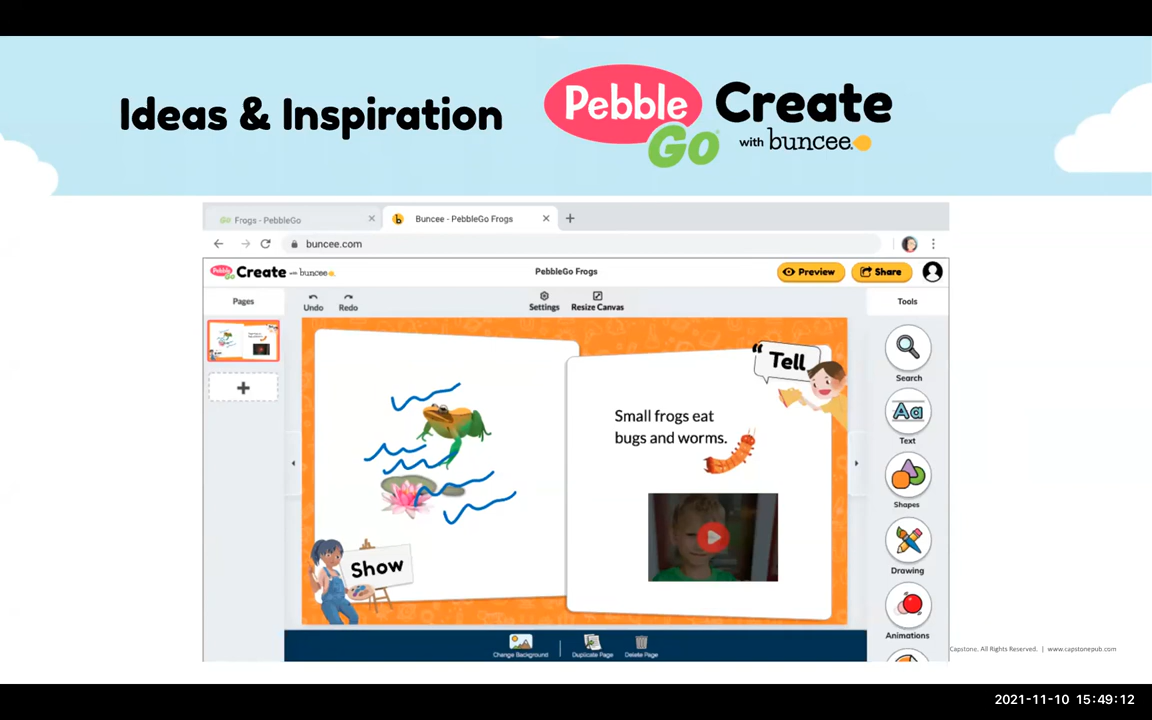 Ideas & Inspiration
Pebble Go Create
with buncee.
Frogs - PebbleGo
Buncee - PebbleGo Frogs
buncee.com
Pebble Go Create with buncee.
PebbleGo Frogs
Preview
Share
Pages
Undo
Redo
Settings
Resize Canvas
Tools
Search
Text
Shapes
Drawing
Animations
Aa
“Tell
Small frogs eat
bugs and worms.
Show
Change Background
Duplicate Page
Delete Page
Capstone. All Rights Reserved. | www.capstonepub.com
2021-11-10 15:49:12